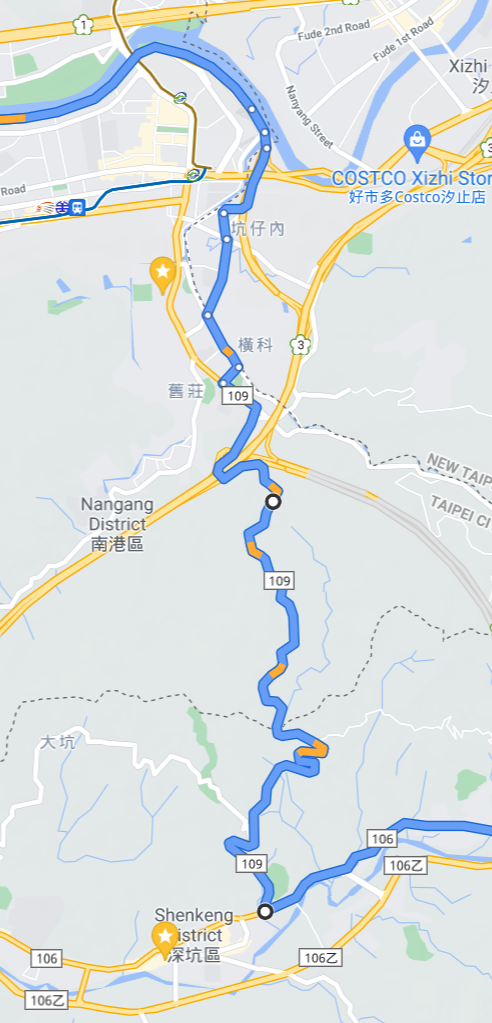 1
Fude 2nd Road
Fude 1st Road
Xizhi
汐
Nanyang Street
3
COSTCO Xizhi Stor
好市多Costco汐止店
Road
坑仔內
3
橫科
舊莊
109
NEW TAIP
TAIPEI CI
Nangang
District
南港區
109
大坑
106
109
106乙
Shenkeng
istrict
深坑區
106
106乙
106乙